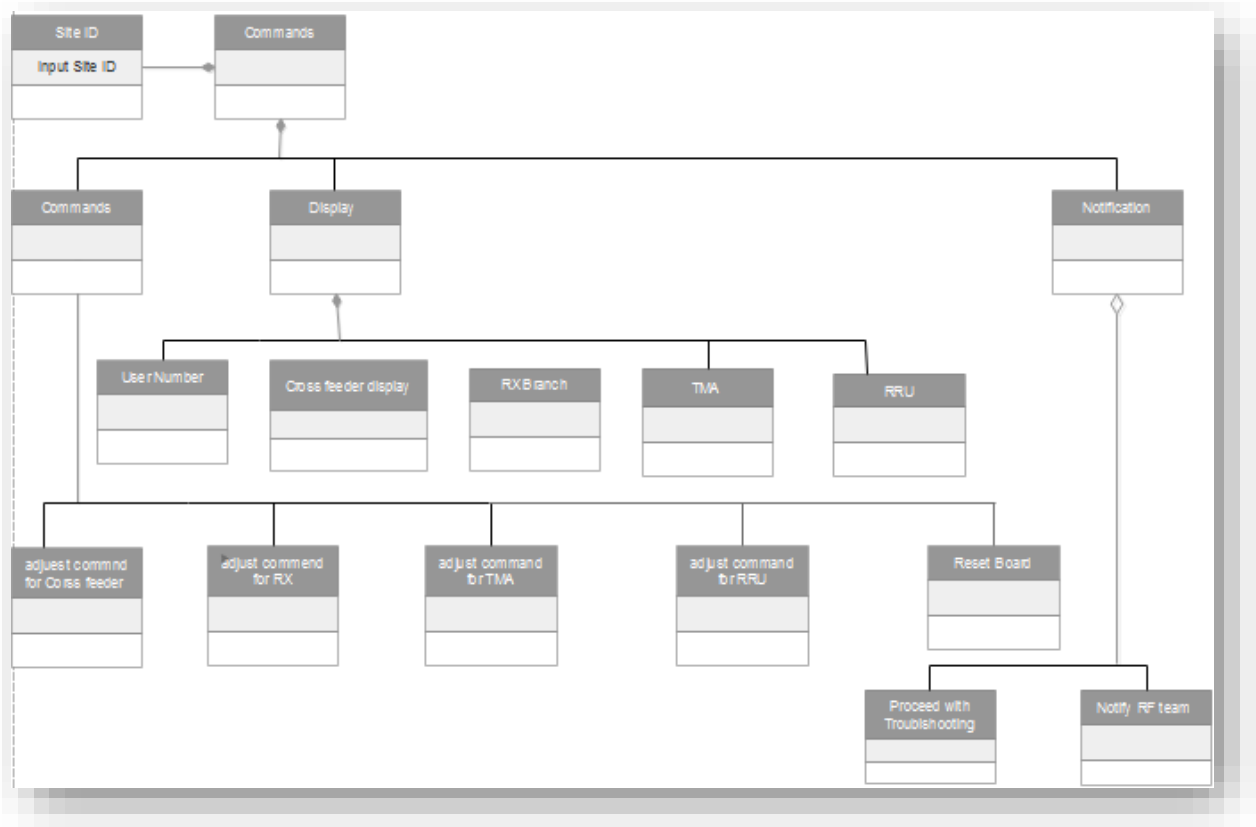 Site ID
Input Site ID
Commands
Commands
Display
Notification
User Number
Cross feeder display
RX Branch
TMA
RRU
adjuest commnd
for Corss feeder
adjust commend
for RX
adjust command
for TMA
adjust command
for RRU
Reset Board
Proceed with
Troublshooting
Notify RF team